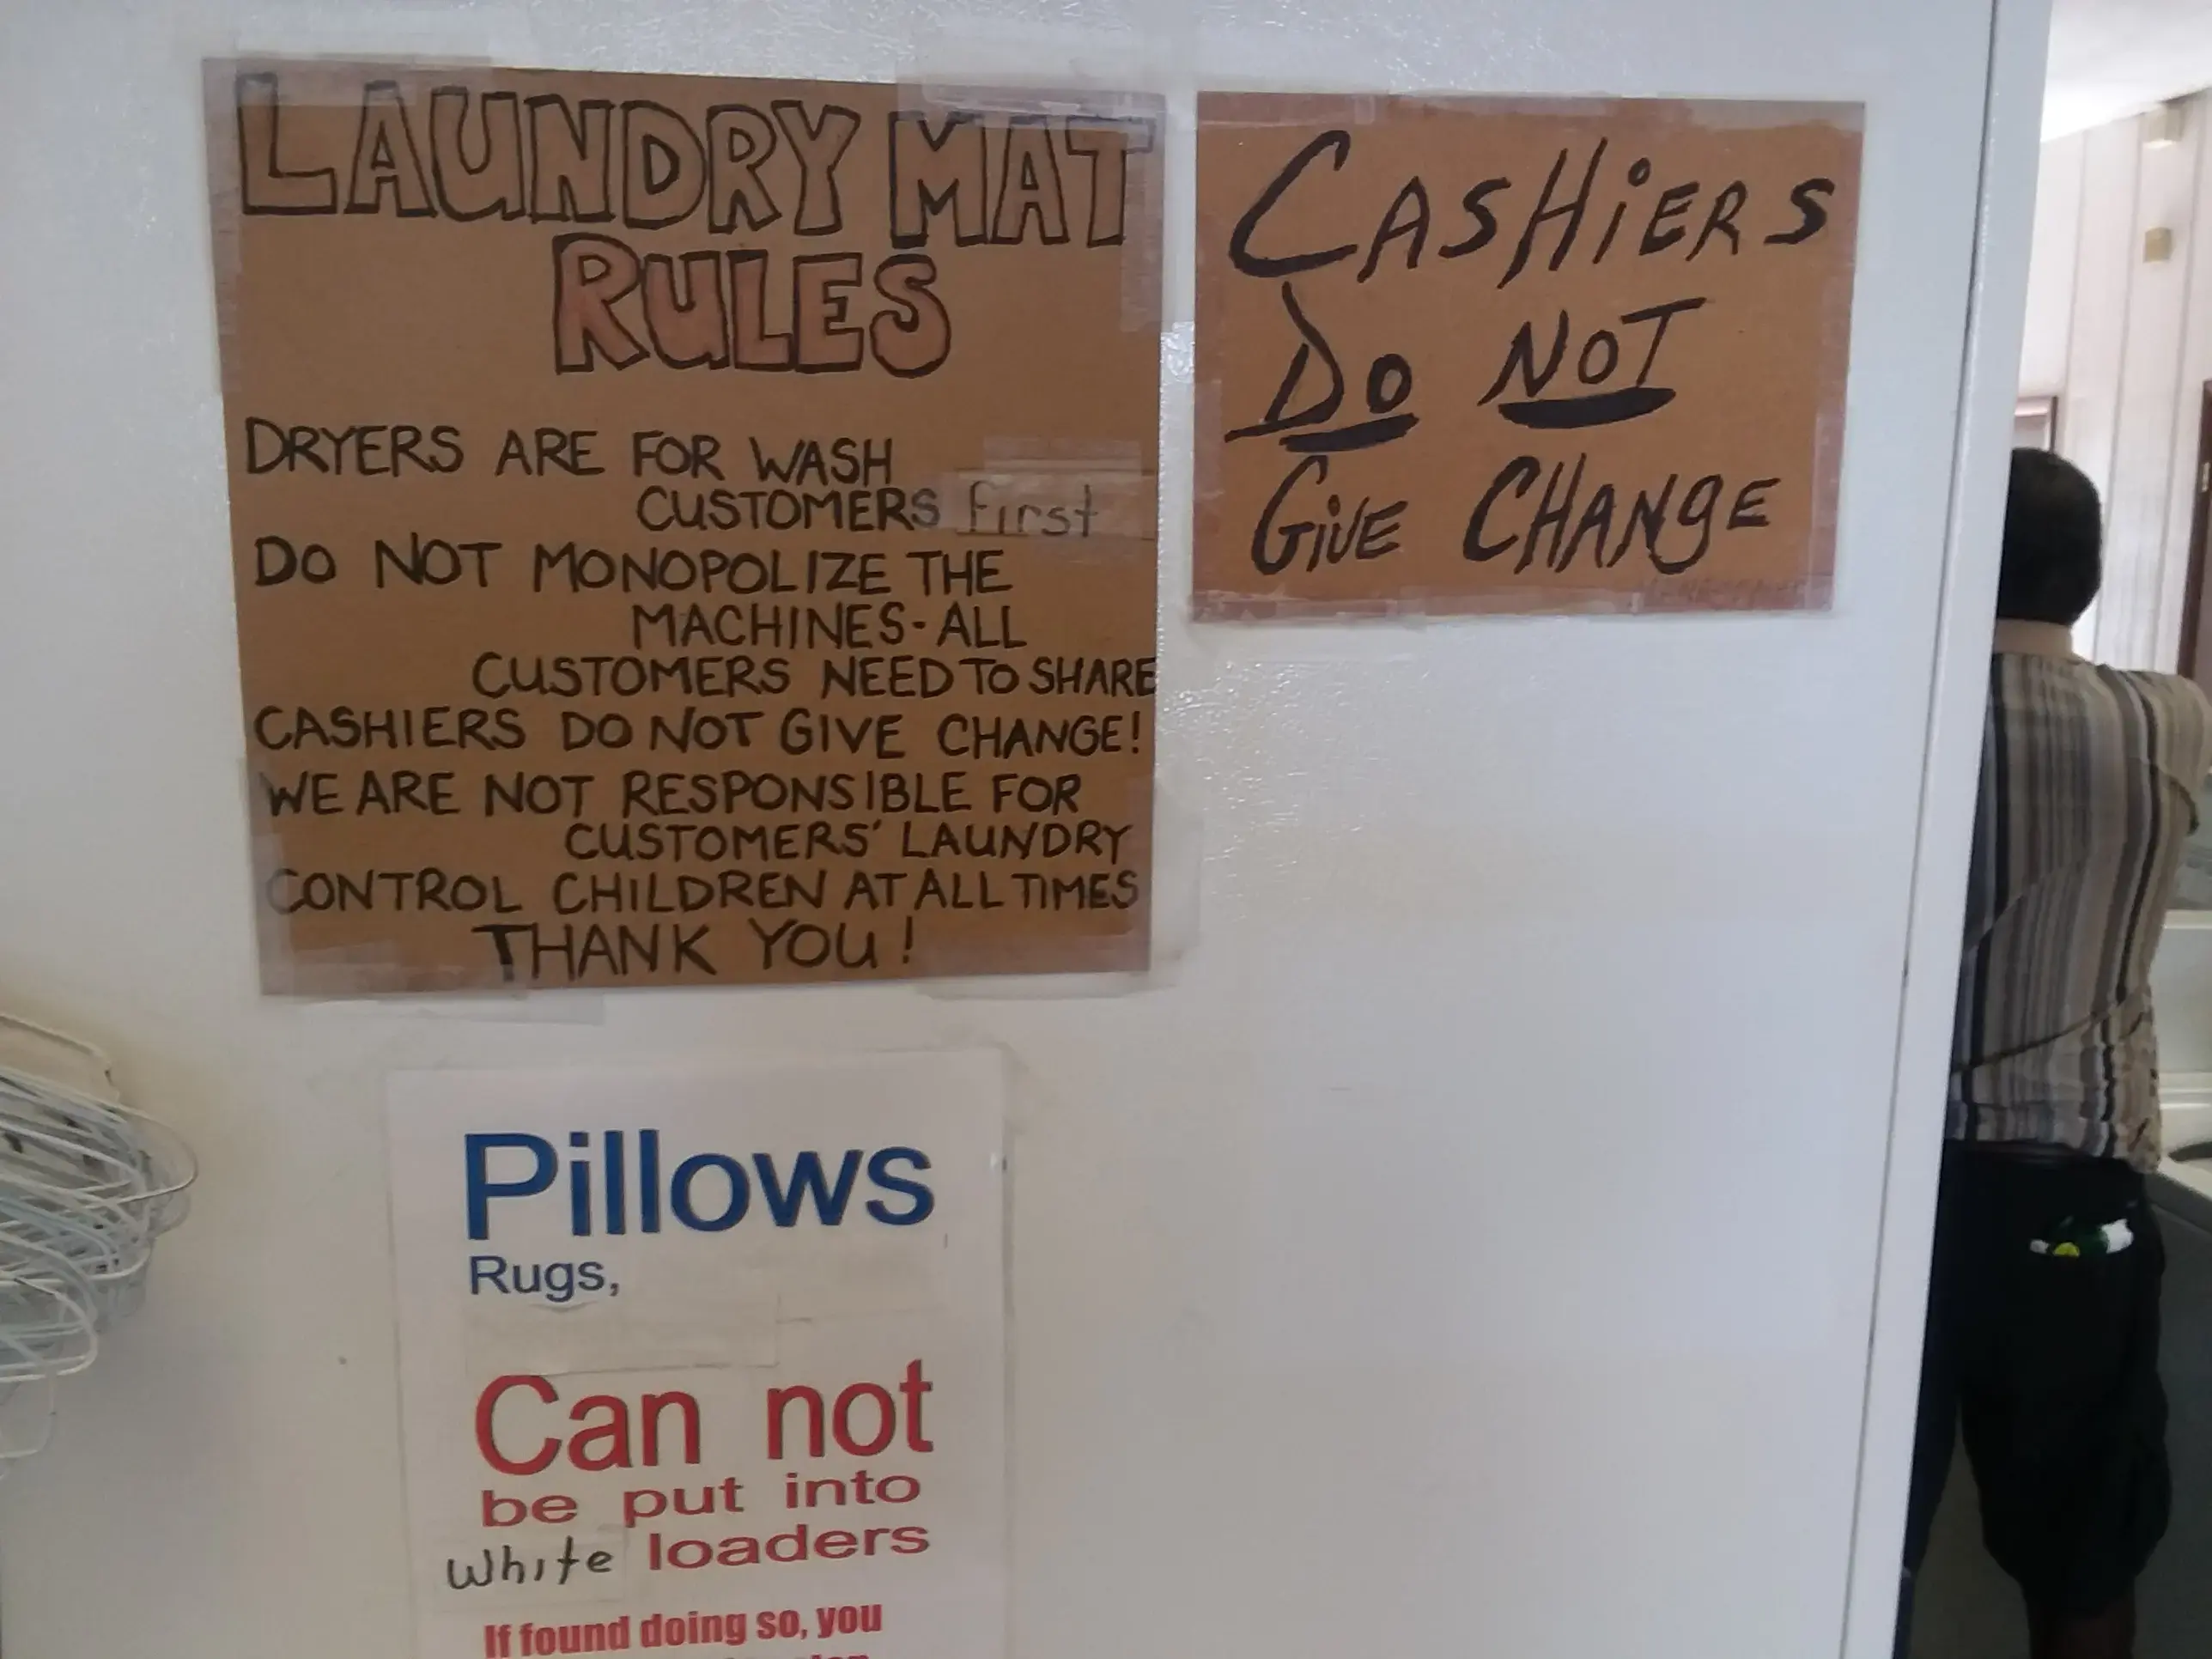 LAUNDRY MAT
RULES
DRYERS ARE FOR WASH
CUSTOMERS first
DO NOT MONOPOLIZE THE
MACHINES-ALL
CUSTOMERS NEED TO SHARE
CASHIERS DO NOT GIVE CHANGE!
WE ARE NOT RESPONSIBLE FOR
CUSTOMERS' LAUNDRY
CONTROL CHILDREN AT ALL TIMES
THANK YOU!
CASHiERS
DO NOT
GiVE CHANgE
Pillows
Rugs,
Can not
be put into
White loaders
If found doing so, you